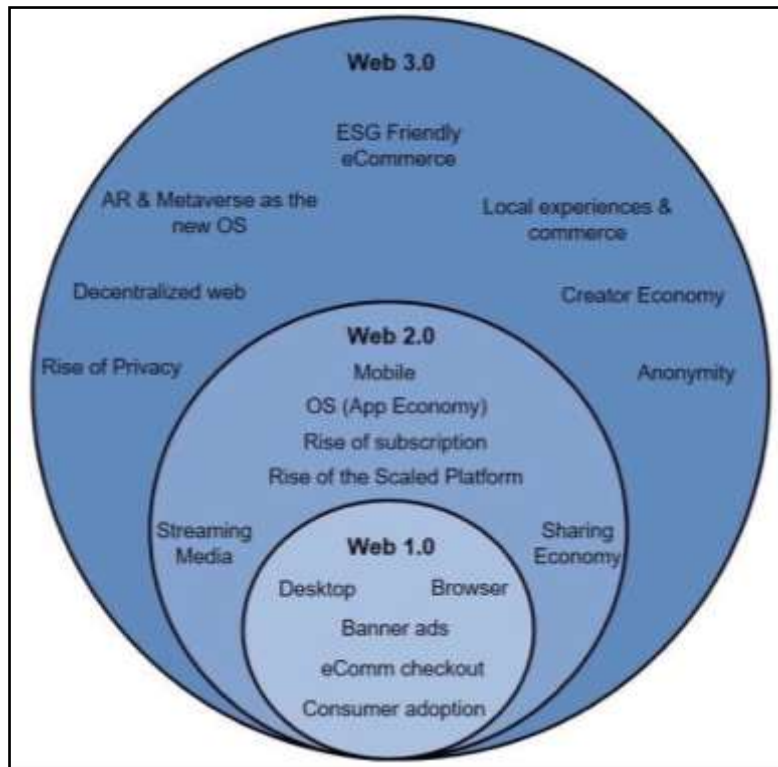 Web 3.0
ESG Friendly
eCommerce
AR & Metaverse as the
new OS
Local experiences &
commerce
Decentralized web
Creator Economy
Rise of Privacy
Anonymity
Web 2.0
Mobile
OS (App Economy)
Rise of subscription
Rise of the Scaled Platform
Streaming
Media
Sharing
Economy
Web 1.0
Desktop
Browser
Banner ads
eComm checkout
Consumer adoption